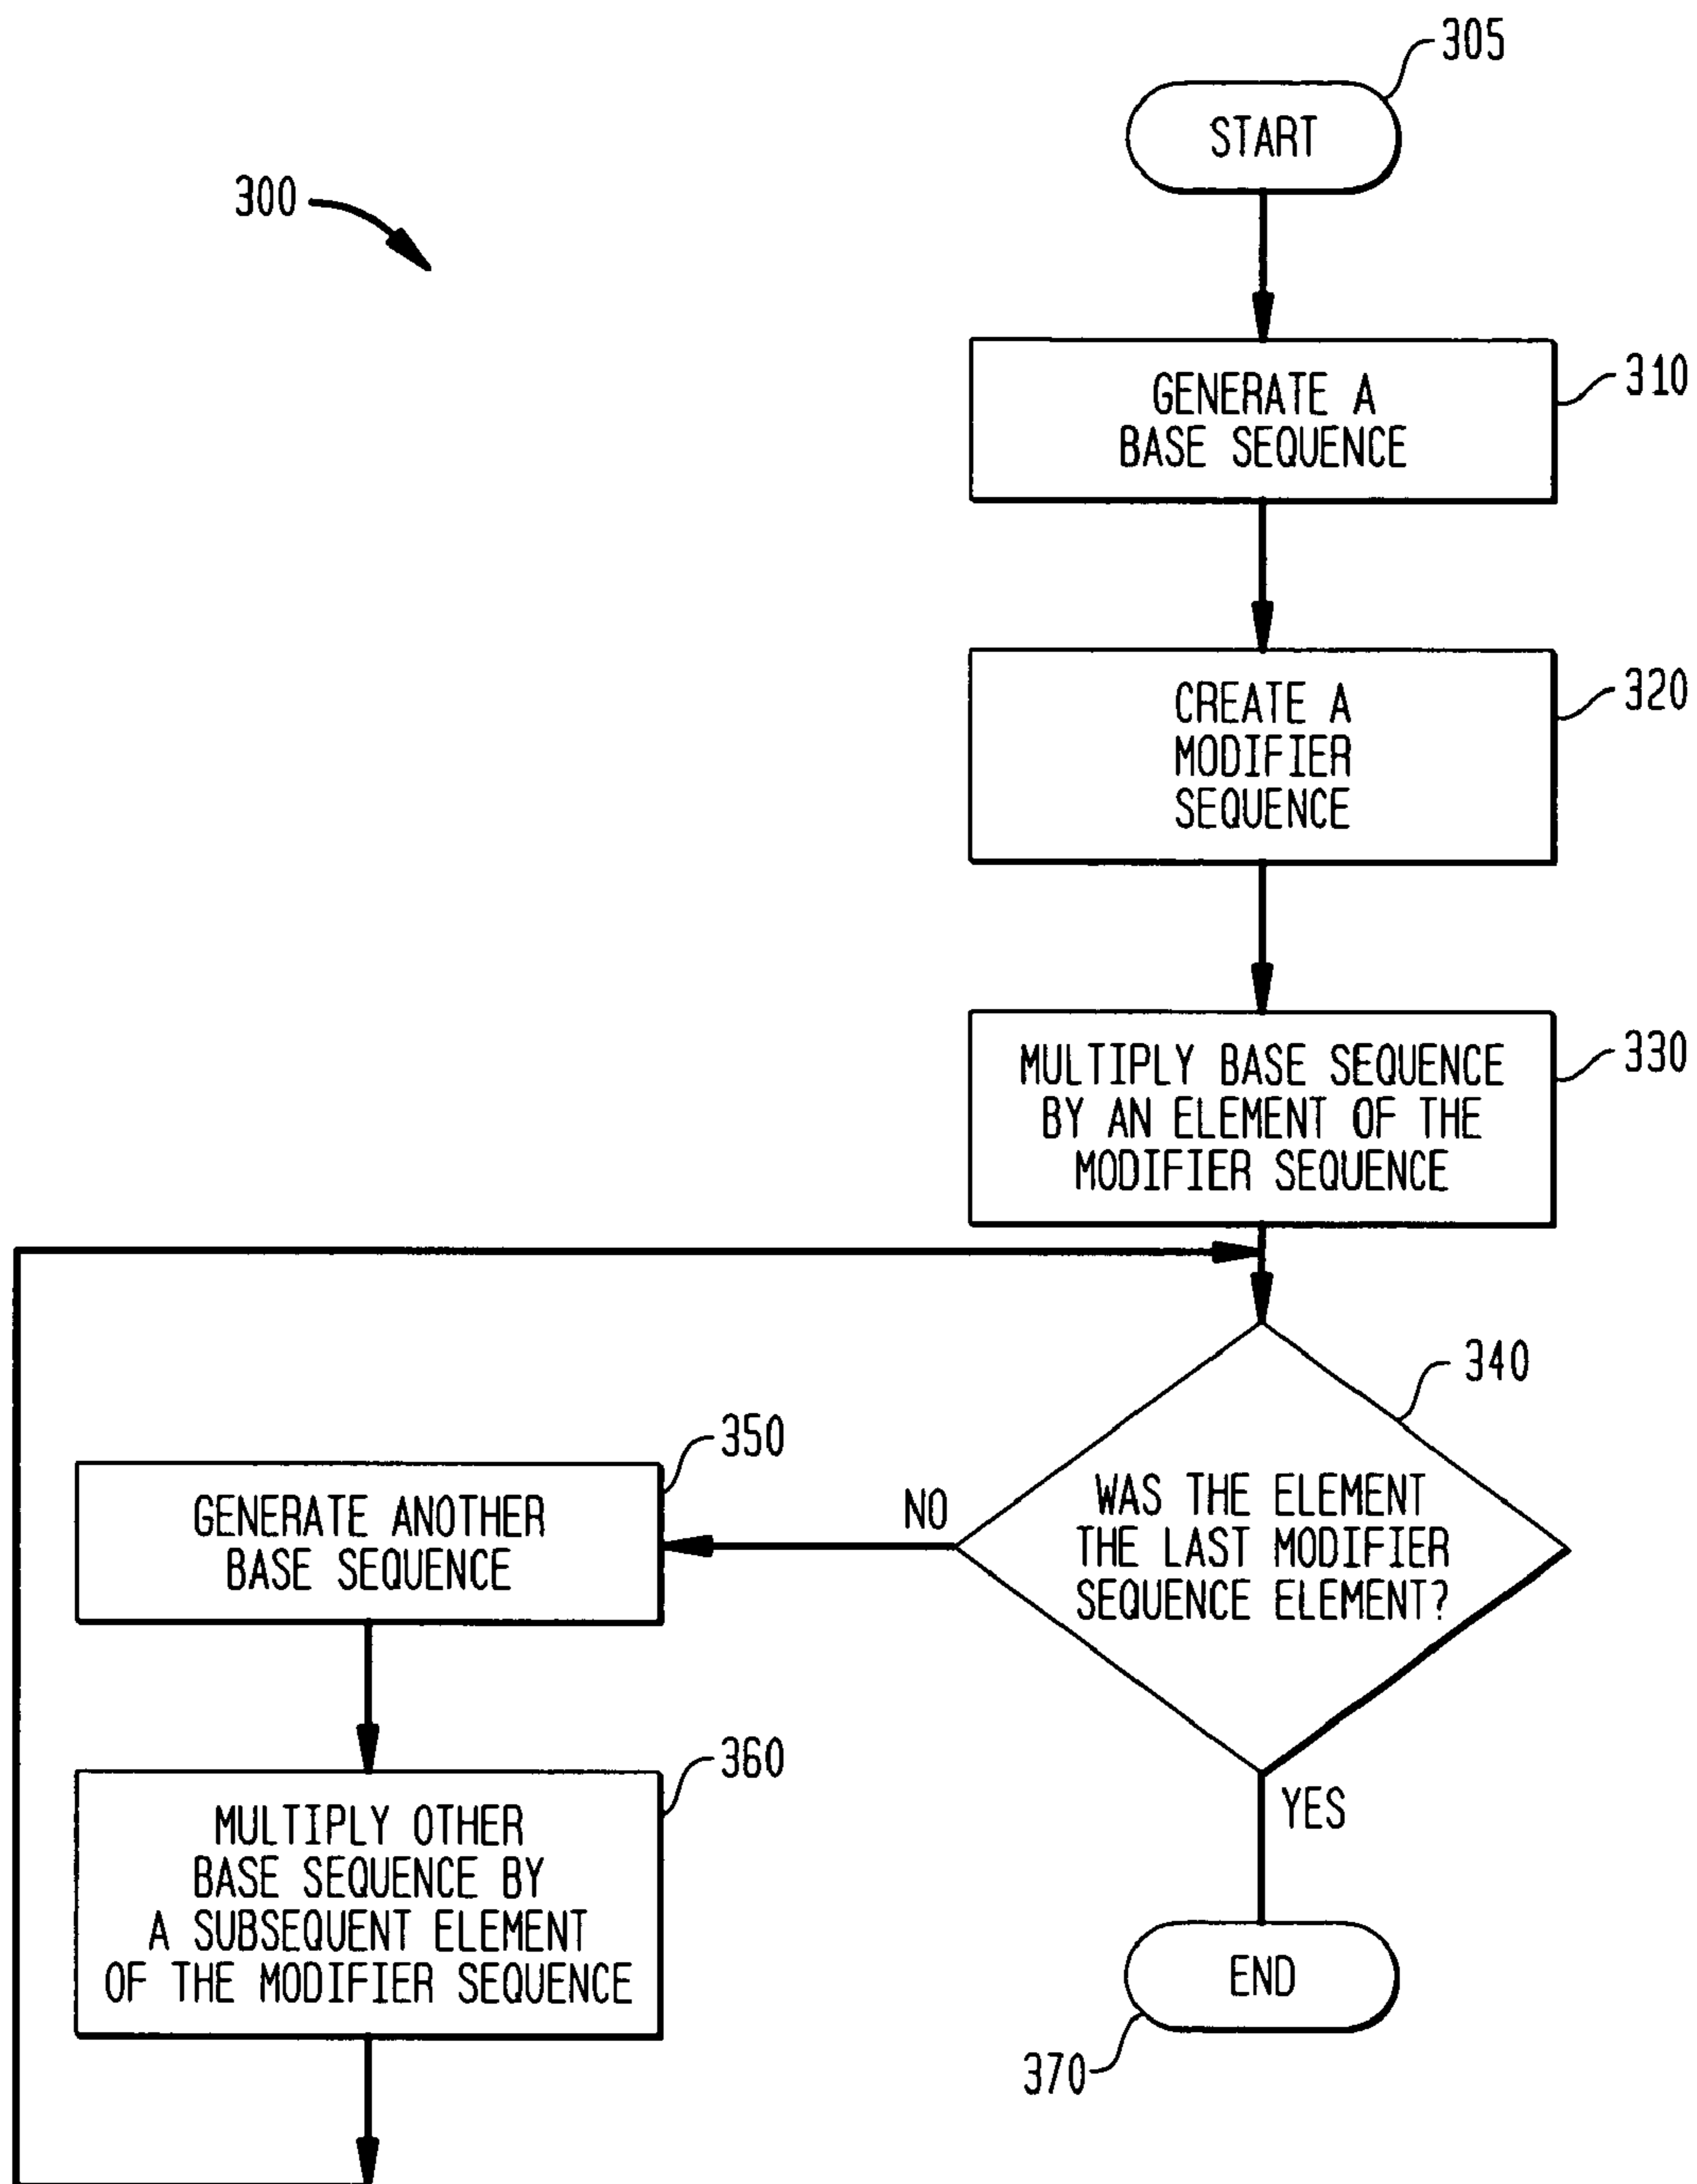 305
START
300
310
GENERATE A
BASE SEQUENCE
320
CREATE A
MODIFIER
SEQUENCE
330
MULTIPLY BASE SEQUENCE
BY AN ELEMENT OF THE
MODIFIER SEQUENCE
340
WAS THE ELEMENT
THE LAST MODIFIER
SEQUENCE ELEMENT?
NO
350
GENERATE ANOTHER
BASE SEQUENCE
360
MULTIPLY OTHER
BASE SEQUENCE BY
A SUBSEQUENT ELEMENT
OF THE MODIFIER SEQUENCE
YES
END
370